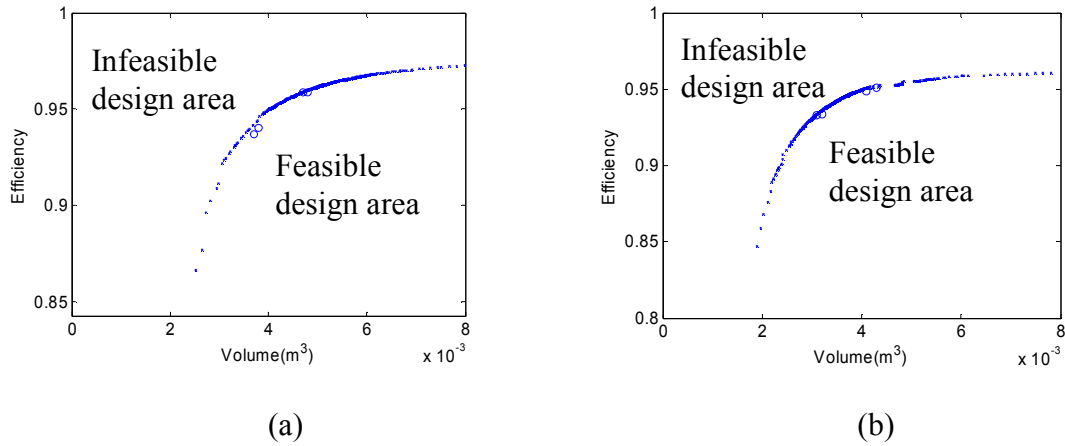 1
0.95
0.9
0.85
Efficiency
Infeasible
design area
Feasible
design area
0
2
4
6
8
Volume(m³)
x 10⁻³
(a)
1
0.95
0.9
0.85
0.8
Efficiency
Infeasible
design area
Feasible
design area
0
2
4
6
8
Volume(m³)
x 10⁻³
(b)